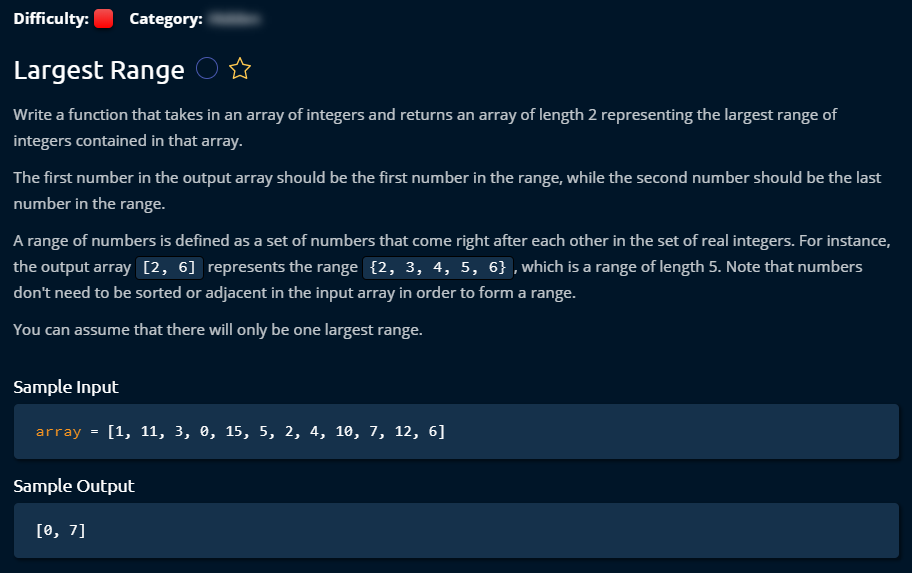 Difficulty: Category:
Largest Range
Write a function that takes in an array of integers and returns an array of length 2 representing the largest range of
integers contained in that array.
The first number in the output array should be the first number in the range, while the second number should be the last
number in the range.
A range of numbers is defined as a set of numbers that come right after each other in the set of real integers. For instance,
the output array [2, 6] represents the range {2, 3, 4, 5, 6}, which is a range of length 5. Note that numbers
don't need to be sorted or adjacent in the input array in order to form a range.
You can assume that there will only be one largest range.
Sample Input
array = [1, 11, 3, 0, 15, 5, 2, 4, 10, 7, 12, 6]
Sample Output
[0, 7]